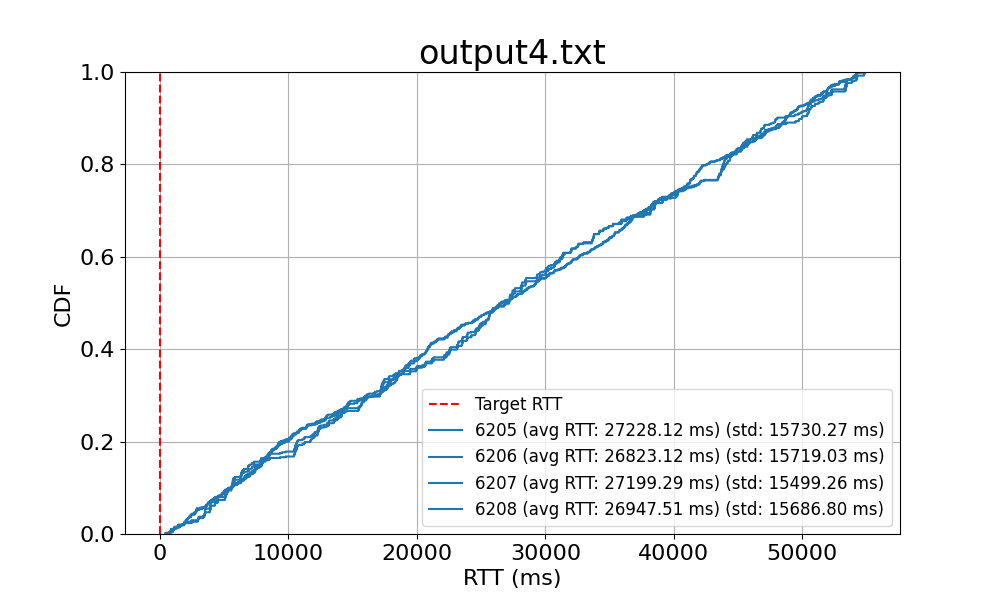 output4.txt
1.0
0.8
0.6
0.4
0.2
0.0
CDF
Target RTT
6205 (avg RTT: 27228.12 ms) (std: 15730.27 ms)
6206 (avg RTT: 26823.12 ms) (std: 15719.03 ms)
6207 (avg RTT: 27199.29 ms) (std: 15499.26 ms)
6208 (avg RTT: 26947.51 ms) (std: 15686.80 ms)
0 10000 20000 30000 40000 50000
RTT (ms)